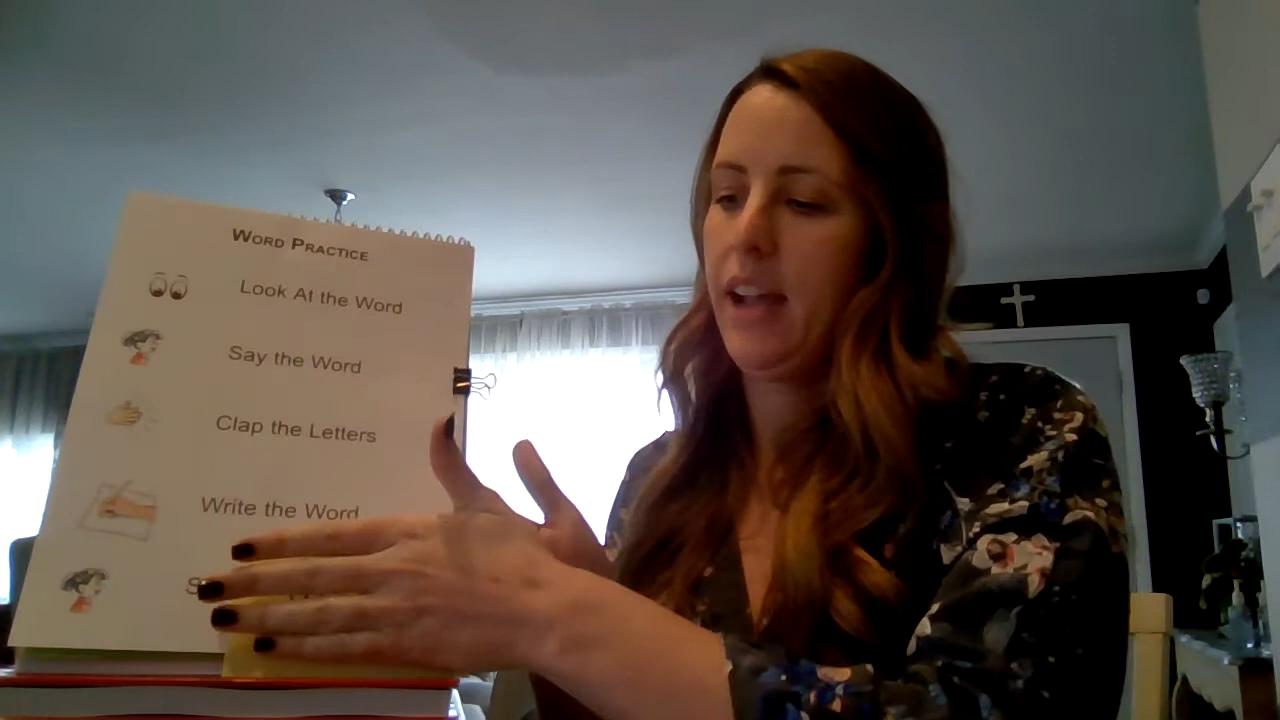 WORD PRACTICE
Look At the Word
Say the Word
Clap the Letters
Write the Word